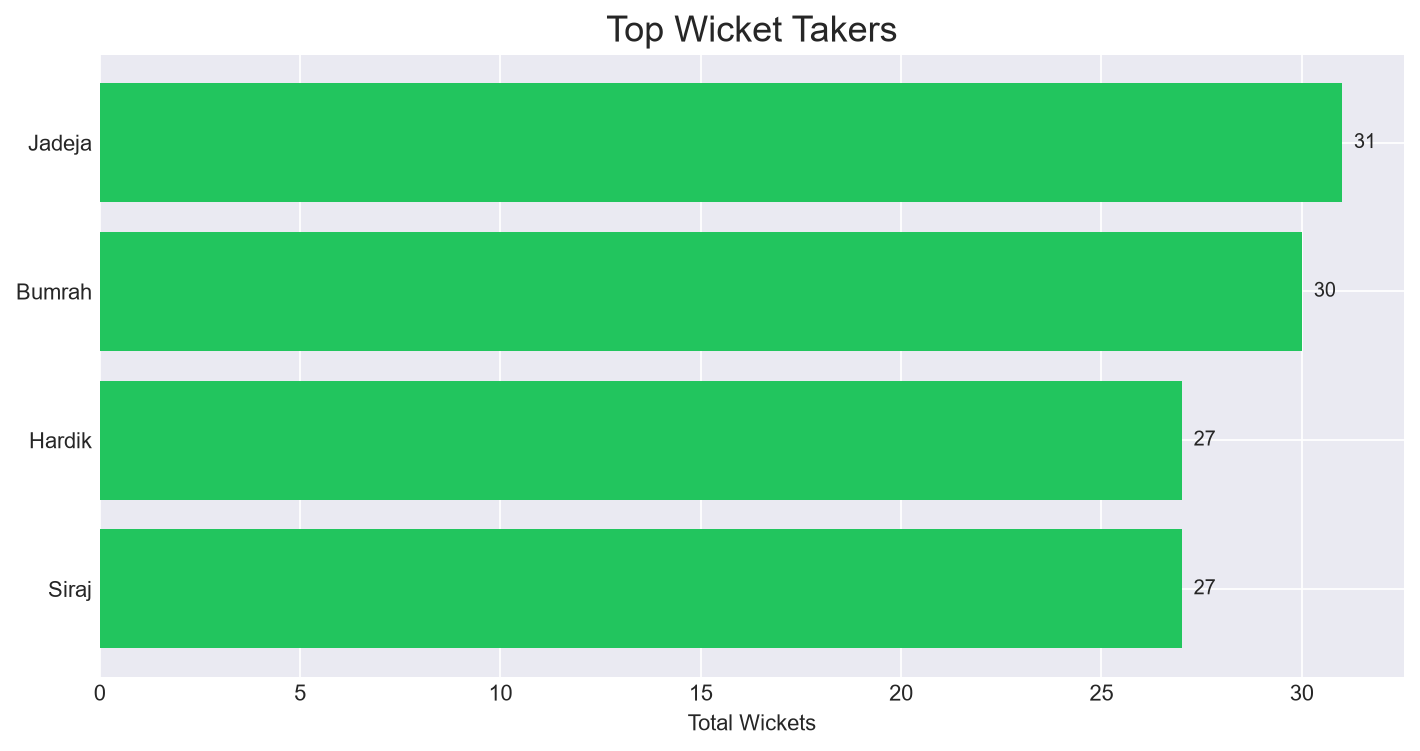 Top Wicket Takers
Jadeja 31
Bumrah 30
Hardik 27
Siraj 27
0 5 10 15 20 25 30
Total Wickets